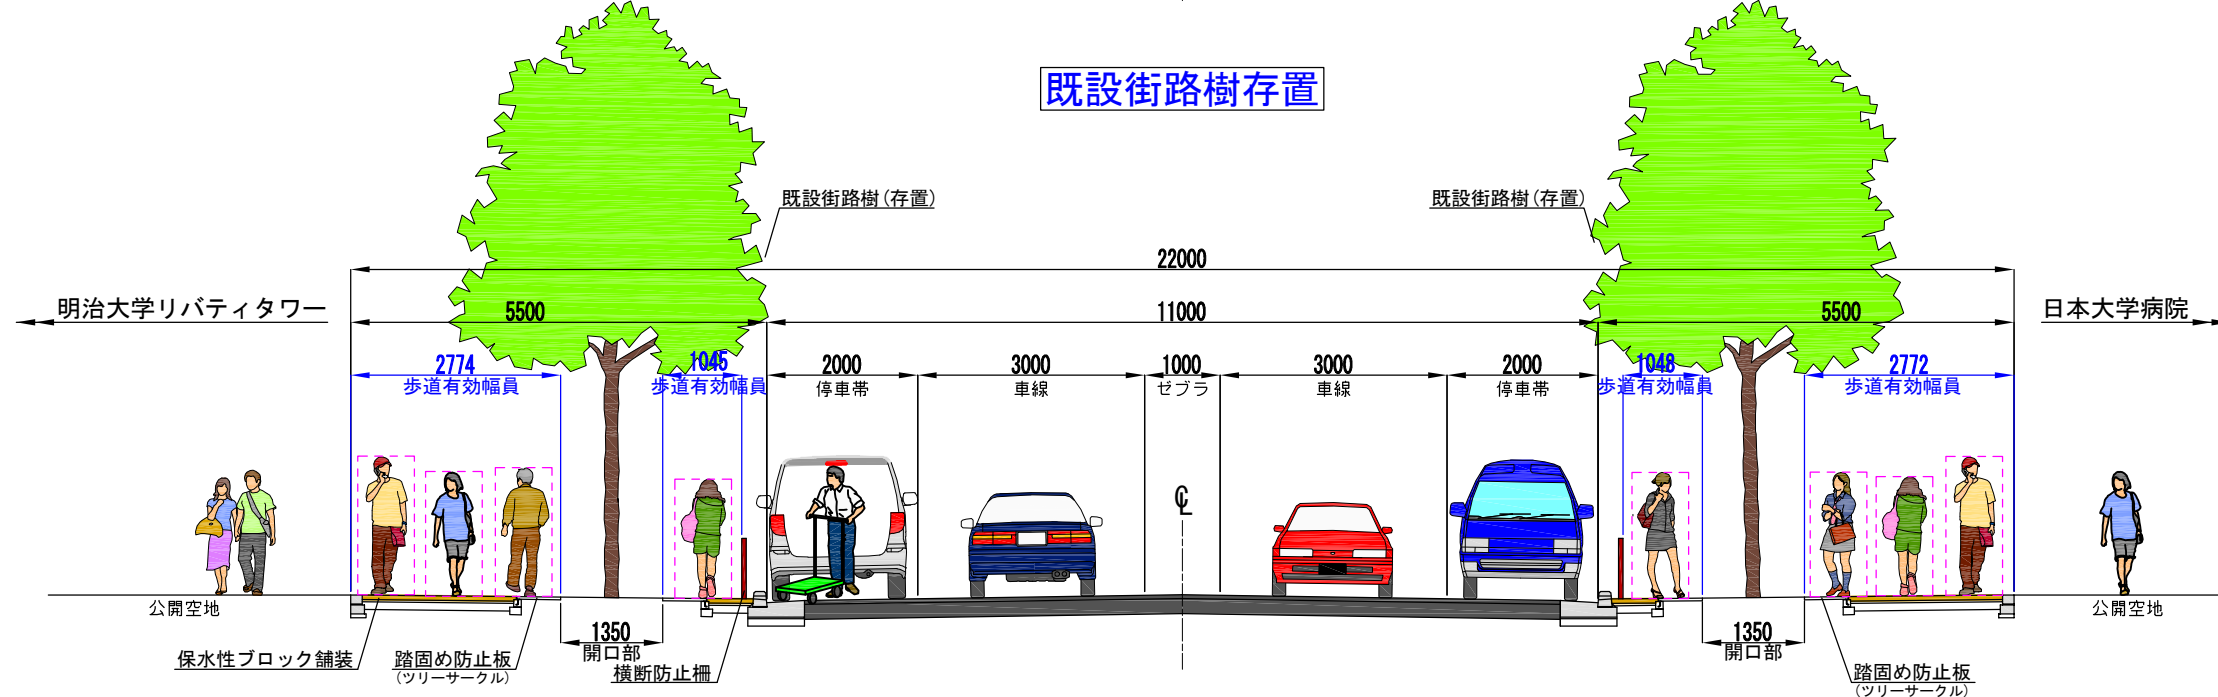 既設街路樹存置
既設街路樹(存置)
既設街路樹(存置)
22000
明治大学リバティタワー
5500
11000
5500
日本大学病院
2774
歩道有効幅員
1045
歩道有効幅員
2000
停車帯
3000
車線
1000
ゼブラ
3000
車線
2000
停車帯
1048
歩道有効幅員
2772
歩道有効幅員
CL
公開空地
公開空地
保水性ブロック舗装
踏固め防止板
(ツリーサークル)
1350
開口部
横断防止柵
1350
開口部
踏固め防止板
(ツリーサークル)